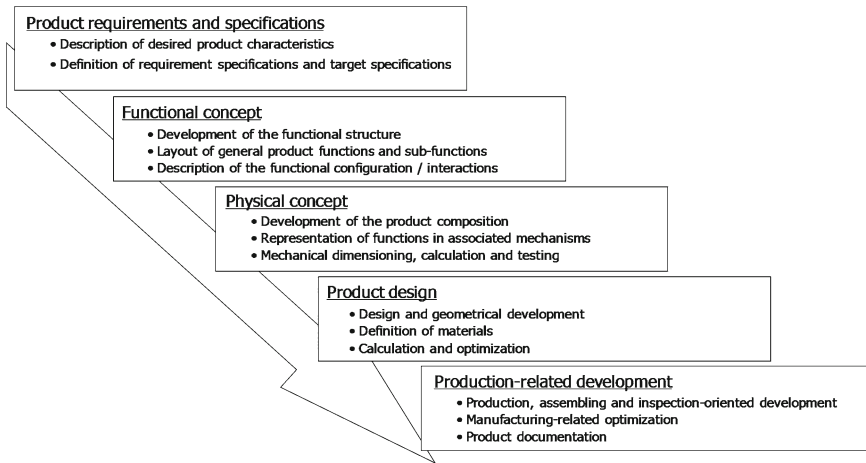 Product requirements and specifications
• Description of desired product characteristics
• Definition of requirement specifications and target specifications
Functional concept
• Development of the functional structure
• Layout of general product functions and sub-functions
• Description of the functional configuration / interactions
Physical concept
• Development of the product composition
• Representation of functions in associated mechanisms
• Mechanical dimensioning, calculation and testing
Product design
• Design and geometrical development
• Definition of materials
• Calculation and optimization
Production-related development
• Production, assembling and inspection-oriented development
• Manufacturing-related optimization
• Product documentation